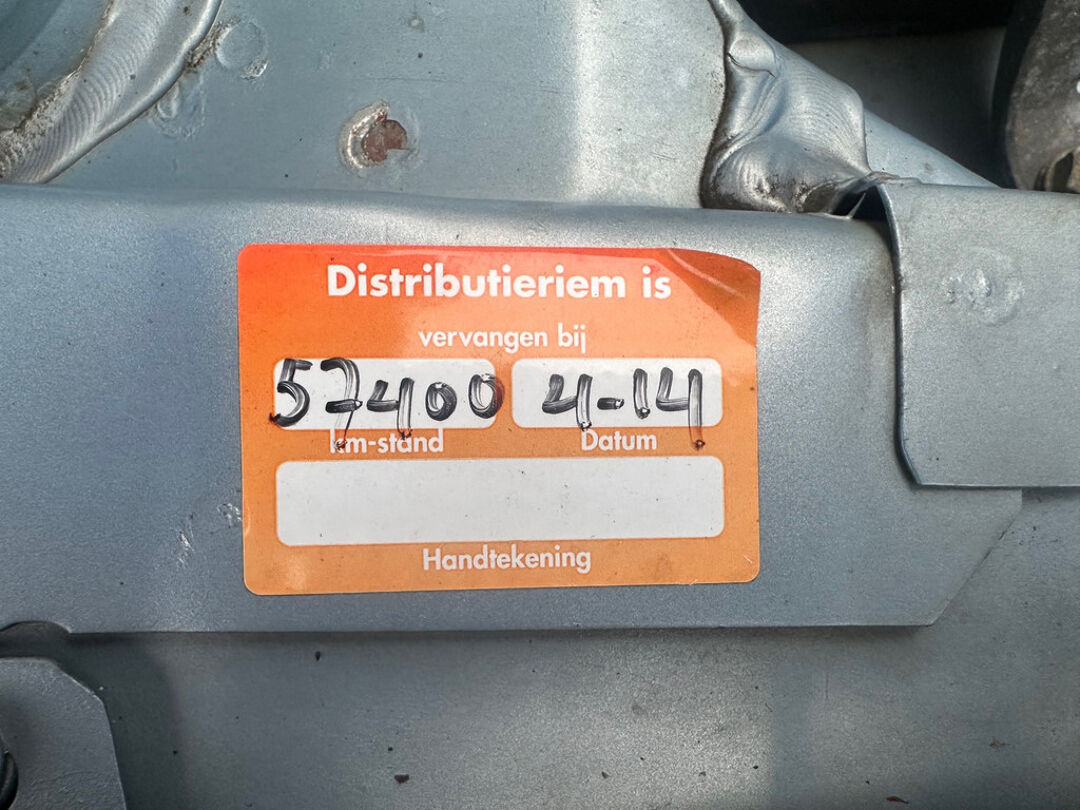 Distributieriem is
vervangen bij
57400 4-14
km-stand Datum
Handtekening